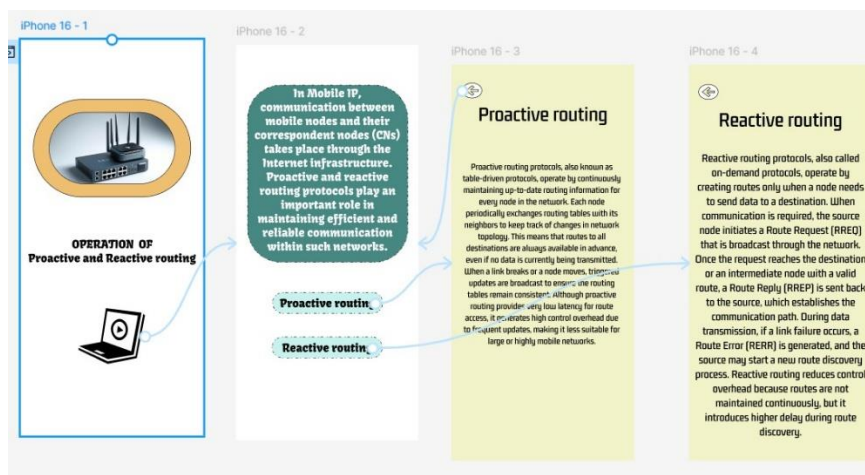 iPhone 16 - 1
OPERATION OF
Proactive and Reactive routing
iPhone 16 - 2
In Mobile IP,
communication between
mobile nodes and their
correspondent nodes (CNs)
takes place through the
Internet infrastructure.
Proactive and reactive
routing protocols play an
important role in
maintaining efficient and
reliable communication
within such networks.
Proactive routing
Reactive routing
iPhone 16 - 3
Proactive routing
Proactive routing protocols, also known as
table-driven protocols, operate by continuously
maintaining up-to-date routing information for
every node in the network. Each node
periodically exchanges routing tables with its
neighbors to keep track of changes in network
topology. This means that routes to all
destinations are always available in advance,
even if no data is currently being transmitted.
When a link breaks or a node moves, triggered
updates are broadcast to ensure the routing
tables remain consistent. Although proactive
routing provides very low latency for route
access, it generates high control overhead due
to frequent updates, making it less suitable for
large or highly mobile networks.
iPhone 16 - 4
Reactive routing
Reactive routing protocols, also called
on-demand protocols, operate by
creating routes only when a node needs
to send data to a destination. When
communication is required, the source
node initiates a Route Request (RREQ)
that is broadcast through the network.
Once the request reaches the destination
or an intermediate node with a valid
route, a Route Reply (RREP) is sent back
to the source, which establishes the
communication path. During data
transmission, if a link failure occurs, a
Route Error (RERR) is generated, and the
source may start a new route discovery
process. Reactive routing reduces control
overhead because routes are not
maintained continuously, but it
introduces higher delay during route
discovery.